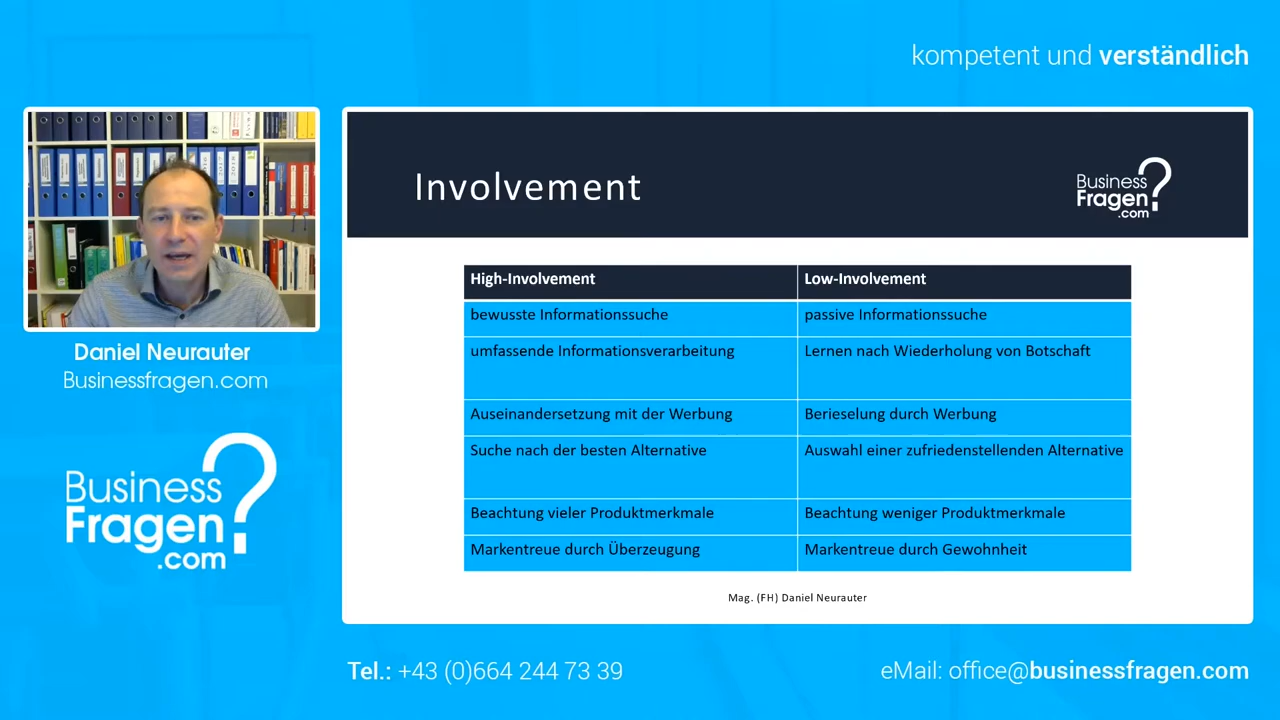 kompetent und verständlich
Involvement
Business
Fragen?
.com
High-Involvement
Low-Involvement
bewusste Informationssuche
passive Informationssuche
umfassende Informationsverarbeitung
Lernen nach Wiederholung von Botschaft
Auseinandersetzung mit der Werbung
Berieselung durch Werbung
Suche nach der besten Alternative
Auswahl einer zufriedenstellenden Alternative
Beachtung vieler Produktmerkmale
Beachtung weniger Produktmerkmale
Markentreue durch Überzeugung
Markentreue durch Gewohnheit
Mag. (FH) Daniel Neurauter
Daniel Neurauter
Businessfragen.com
Business
Fragen?
.com
Tel.: +43 (0)664 244 73 39
eMail: office@businessfragen.com